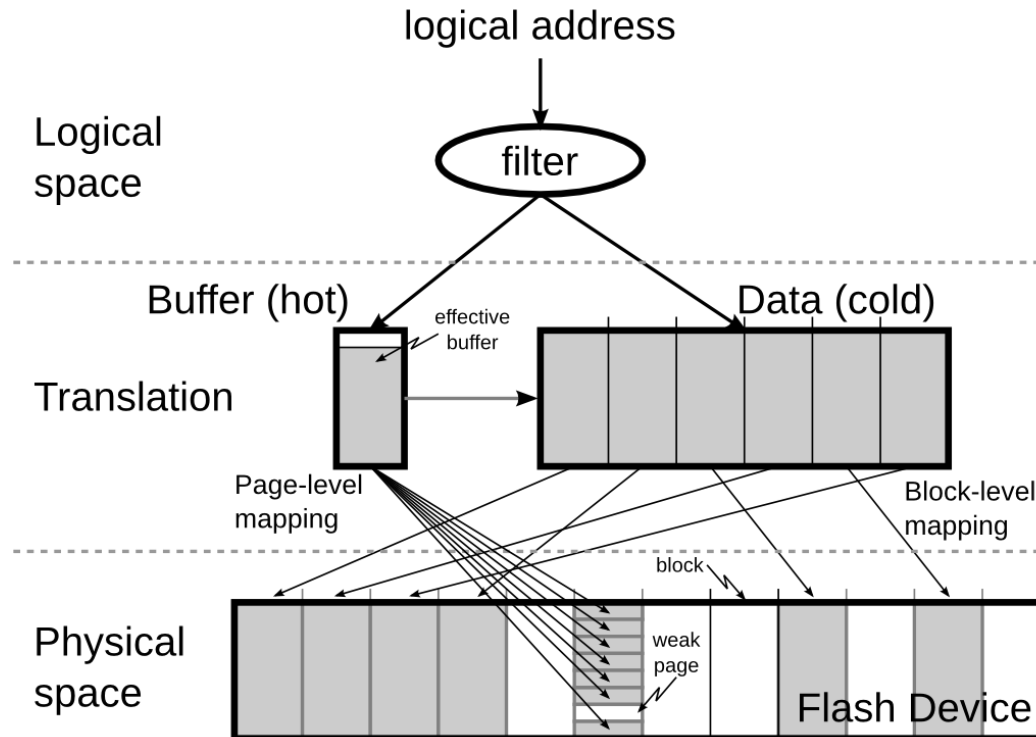 logical address
Logical
space
filter
Buffer (hot)
Data (cold)
effective
buffer
Translation
Page-level
mapping
Block-level
mapping
block
Physical
space
weak
page
Flash Device